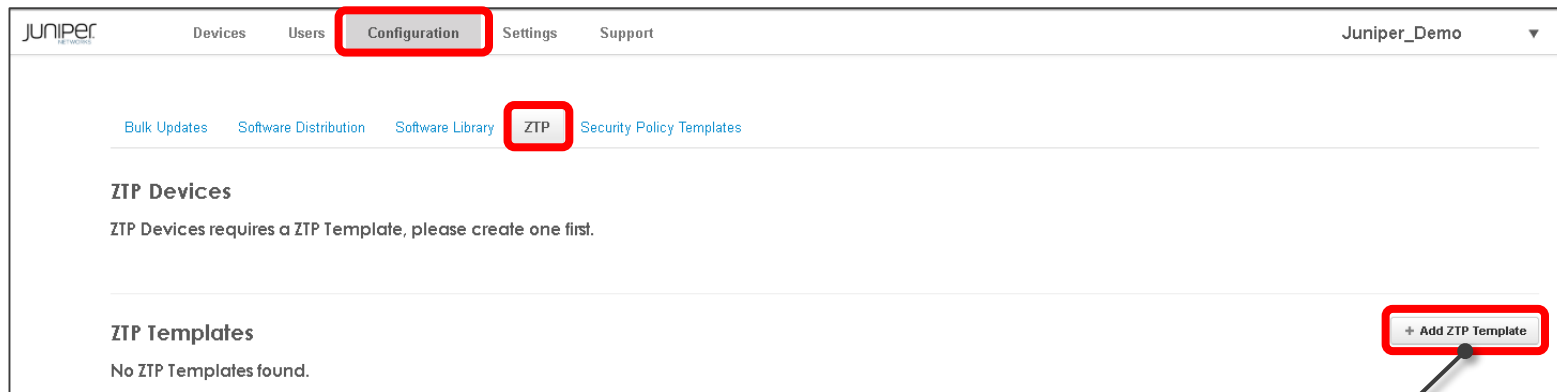 JUNIPER NETWORKS Devices Users Configuration Settings Support Juniper_Demo ▼
Bulk Updates Software Distribution Software Library ZTP Security Policy Templates
ZTP Devices
ZTP Devices requires a ZTP Template, please create one first.
ZTP Templates
+ Add ZTP Template
No ZTP Templates found.